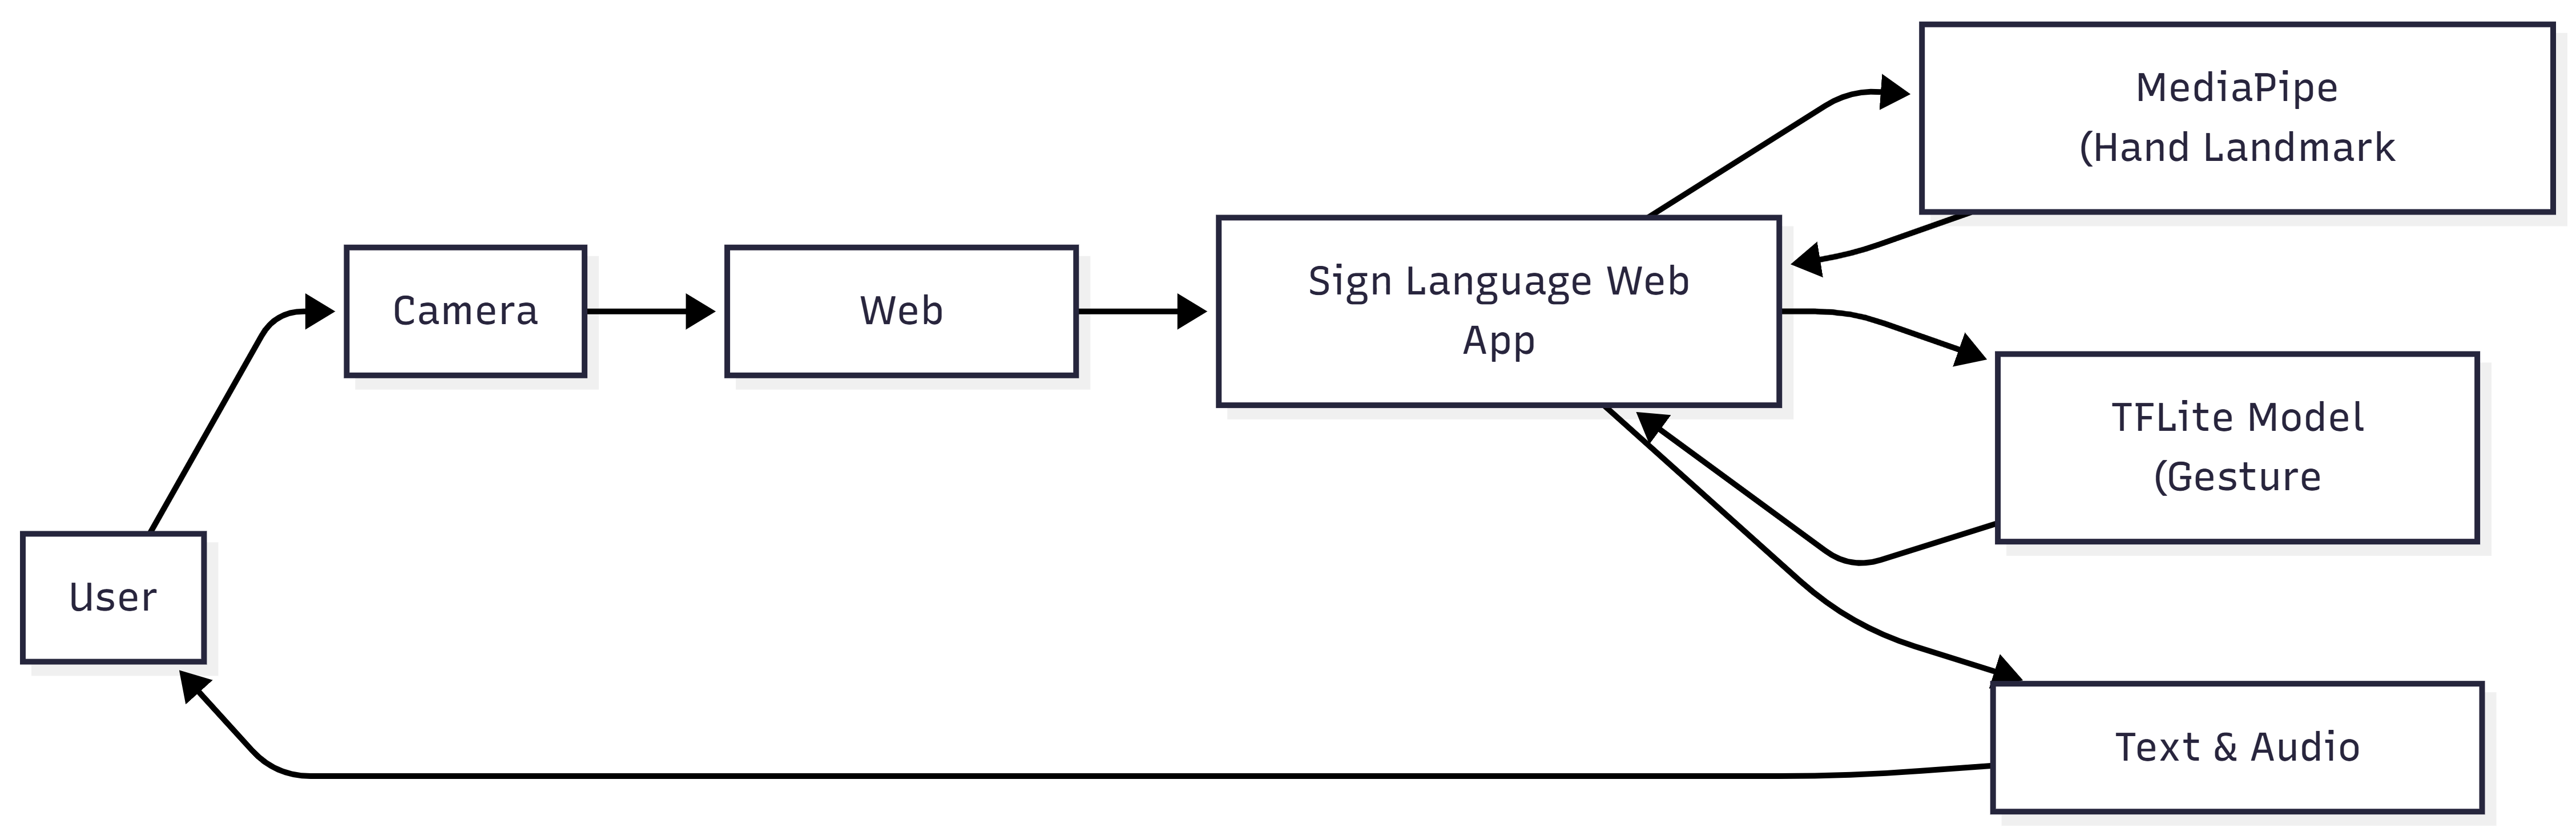 User
Camera
Web
Sign Language Web
App
MediaPipe
(Hand Landmark
TFLite Model
(Gesture
Text & Audio